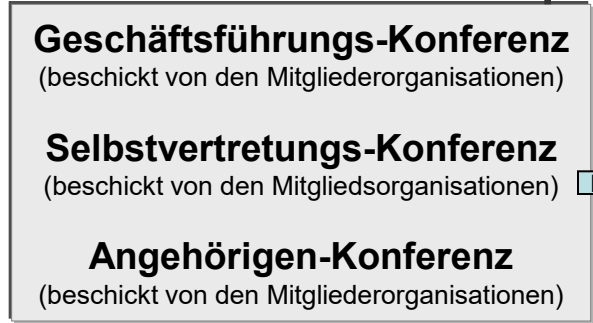 Geschäftsführungs-Konferenz
(beschickt von den Mitgliederorganisationen)
Selbstvertretungs-Konferenz
(beschickt von den Mitgliedsorganisationen)
Angehörigen-Konferenz
(beschickt von den Mitgliederorganisationen)